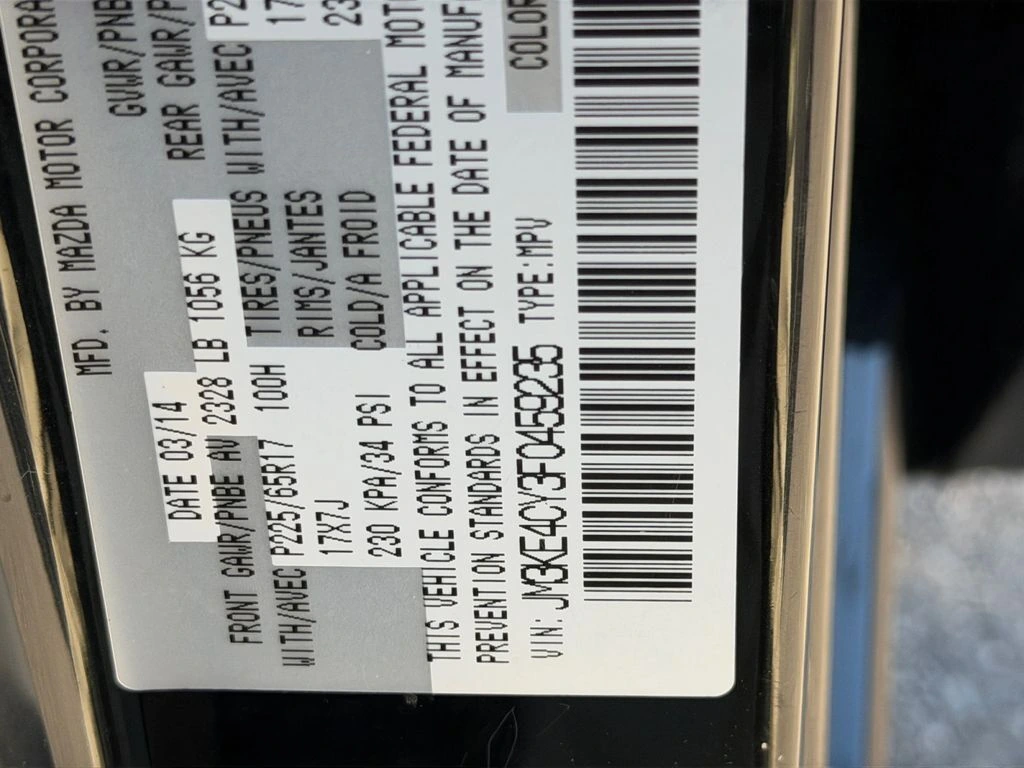 MFD. BY MAZDA MOTOR CORPORA
DATE 03/14 GVWR/PNB
FRONT GAWR/PNBE AV 2328 LB 1056 KG REAR GAWR/P
WITH/AVEC P225/65R17 100H TIRES/PNEUS WITH/AVEC P2
17X7J RIMS/JANTES 17
230 KPA/34 PSI COLD/A FROID 23
THIS VEHICLE CONFORMS TO ALL APPLICABLE FEDERAL MOTO
PREVENTION STANDARDS IN EFFECT ON THE DATE OF MANUF
VIN: JM3KE4CY3F0459235 TYPE:MPV COLOR